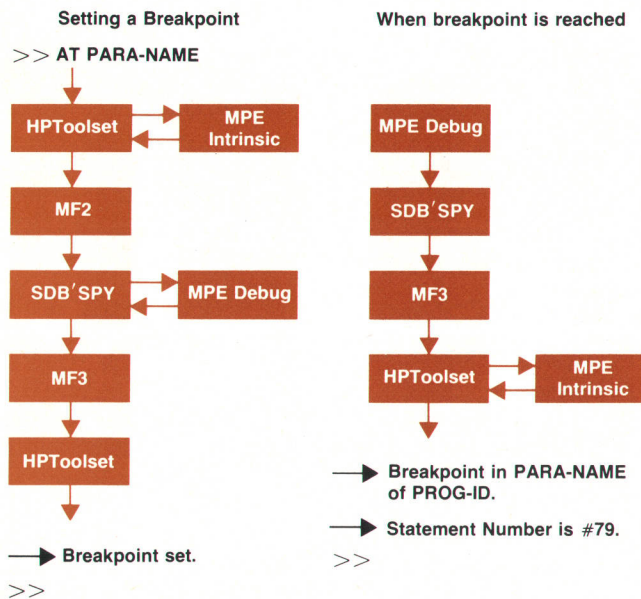 Setting a Breakpoint
>> AT PARA-NAME
HPToolset
MPE
Intrinsic
MF2
SDB'SPY
MPE Debug
MF3
HPToolset
Breakpoint set.
>>
When breakpoint is reached
MPE Debug
SDB'SPY
MF3
HPToolset
MPE
Intrinsic
Breakpoint in PARA-NAME
of PROG-ID.
Statement Number is #79.
>>